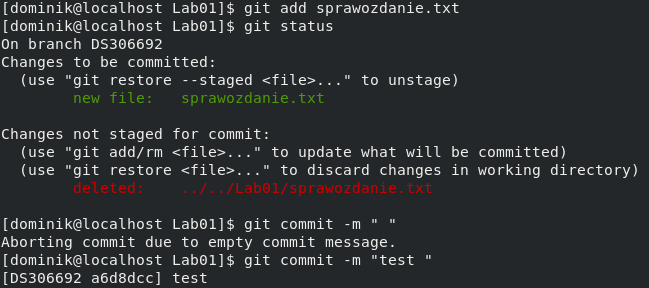 [dominik@localhost Lab01]$ git add sprawozdanie.txt
[dominik@localhost Lab01]$ git status
On branch DS306692
Changes to be committed:
  (use "git restore --staged <file>..." to unstage)
        new file:   sprawozdanie.txt

Changes not staged for commit:
  (use "git add/rm <file>..." to update what will be committed)
  (use "git restore <file>..." to discard changes in working directory)
        deleted:    ../../Lab01/sprawozdanie.txt

[dominik@localhost Lab01]$ git commit -m " "
Aborting commit due to empty commit message.
[dominik@localhost Lab01]$ git commit -m "test "
[DS306692 a6d8dcc] test